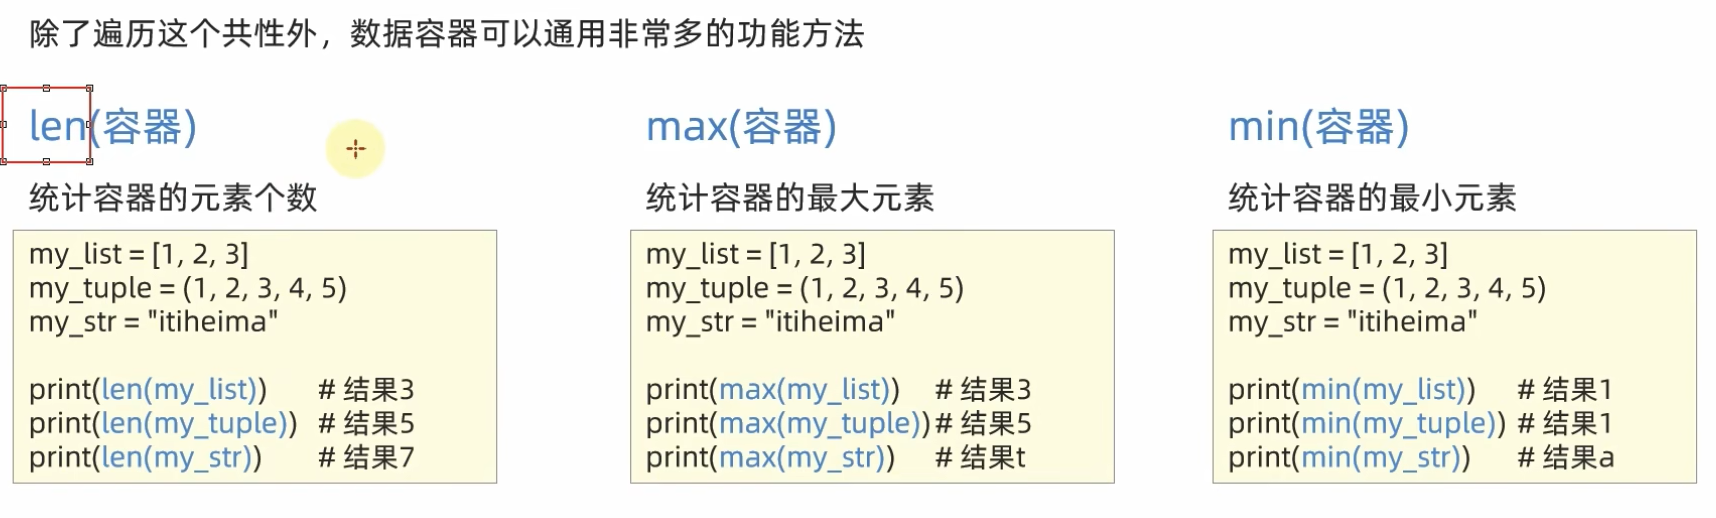 除了遍历这个共性外，数据容器可以通用非常多的功能方法
len(容器)
统计容器的元素个数
my_list = [1, 2, 3]
my_tuple = (1, 2, 3, 4, 5)
my_str = "itiheima"
print(len(my_list)) # 结果3
print(len(my_tuple)) # 结果5
print(len(my_str)) # 结果7
max(容器)
统计容器的最大元素
my_list = [1, 2, 3]
my_tuple = (1, 2, 3, 4, 5)
my_str = "itiheima"
print(max(my_list)) # 结果3
print(max(my_tuple)) # 结果5
print(max(my_str)) # 结果t
min(容器)
统计容器的最小元素
my_list = [1, 2, 3]
my_tuple = (1, 2, 3, 4, 5)
my_str = "itiheima"
print(min(my_list)) # 结果1
print(min(my_tuple)) # 结果1
print(min(my_str)) # 结果a